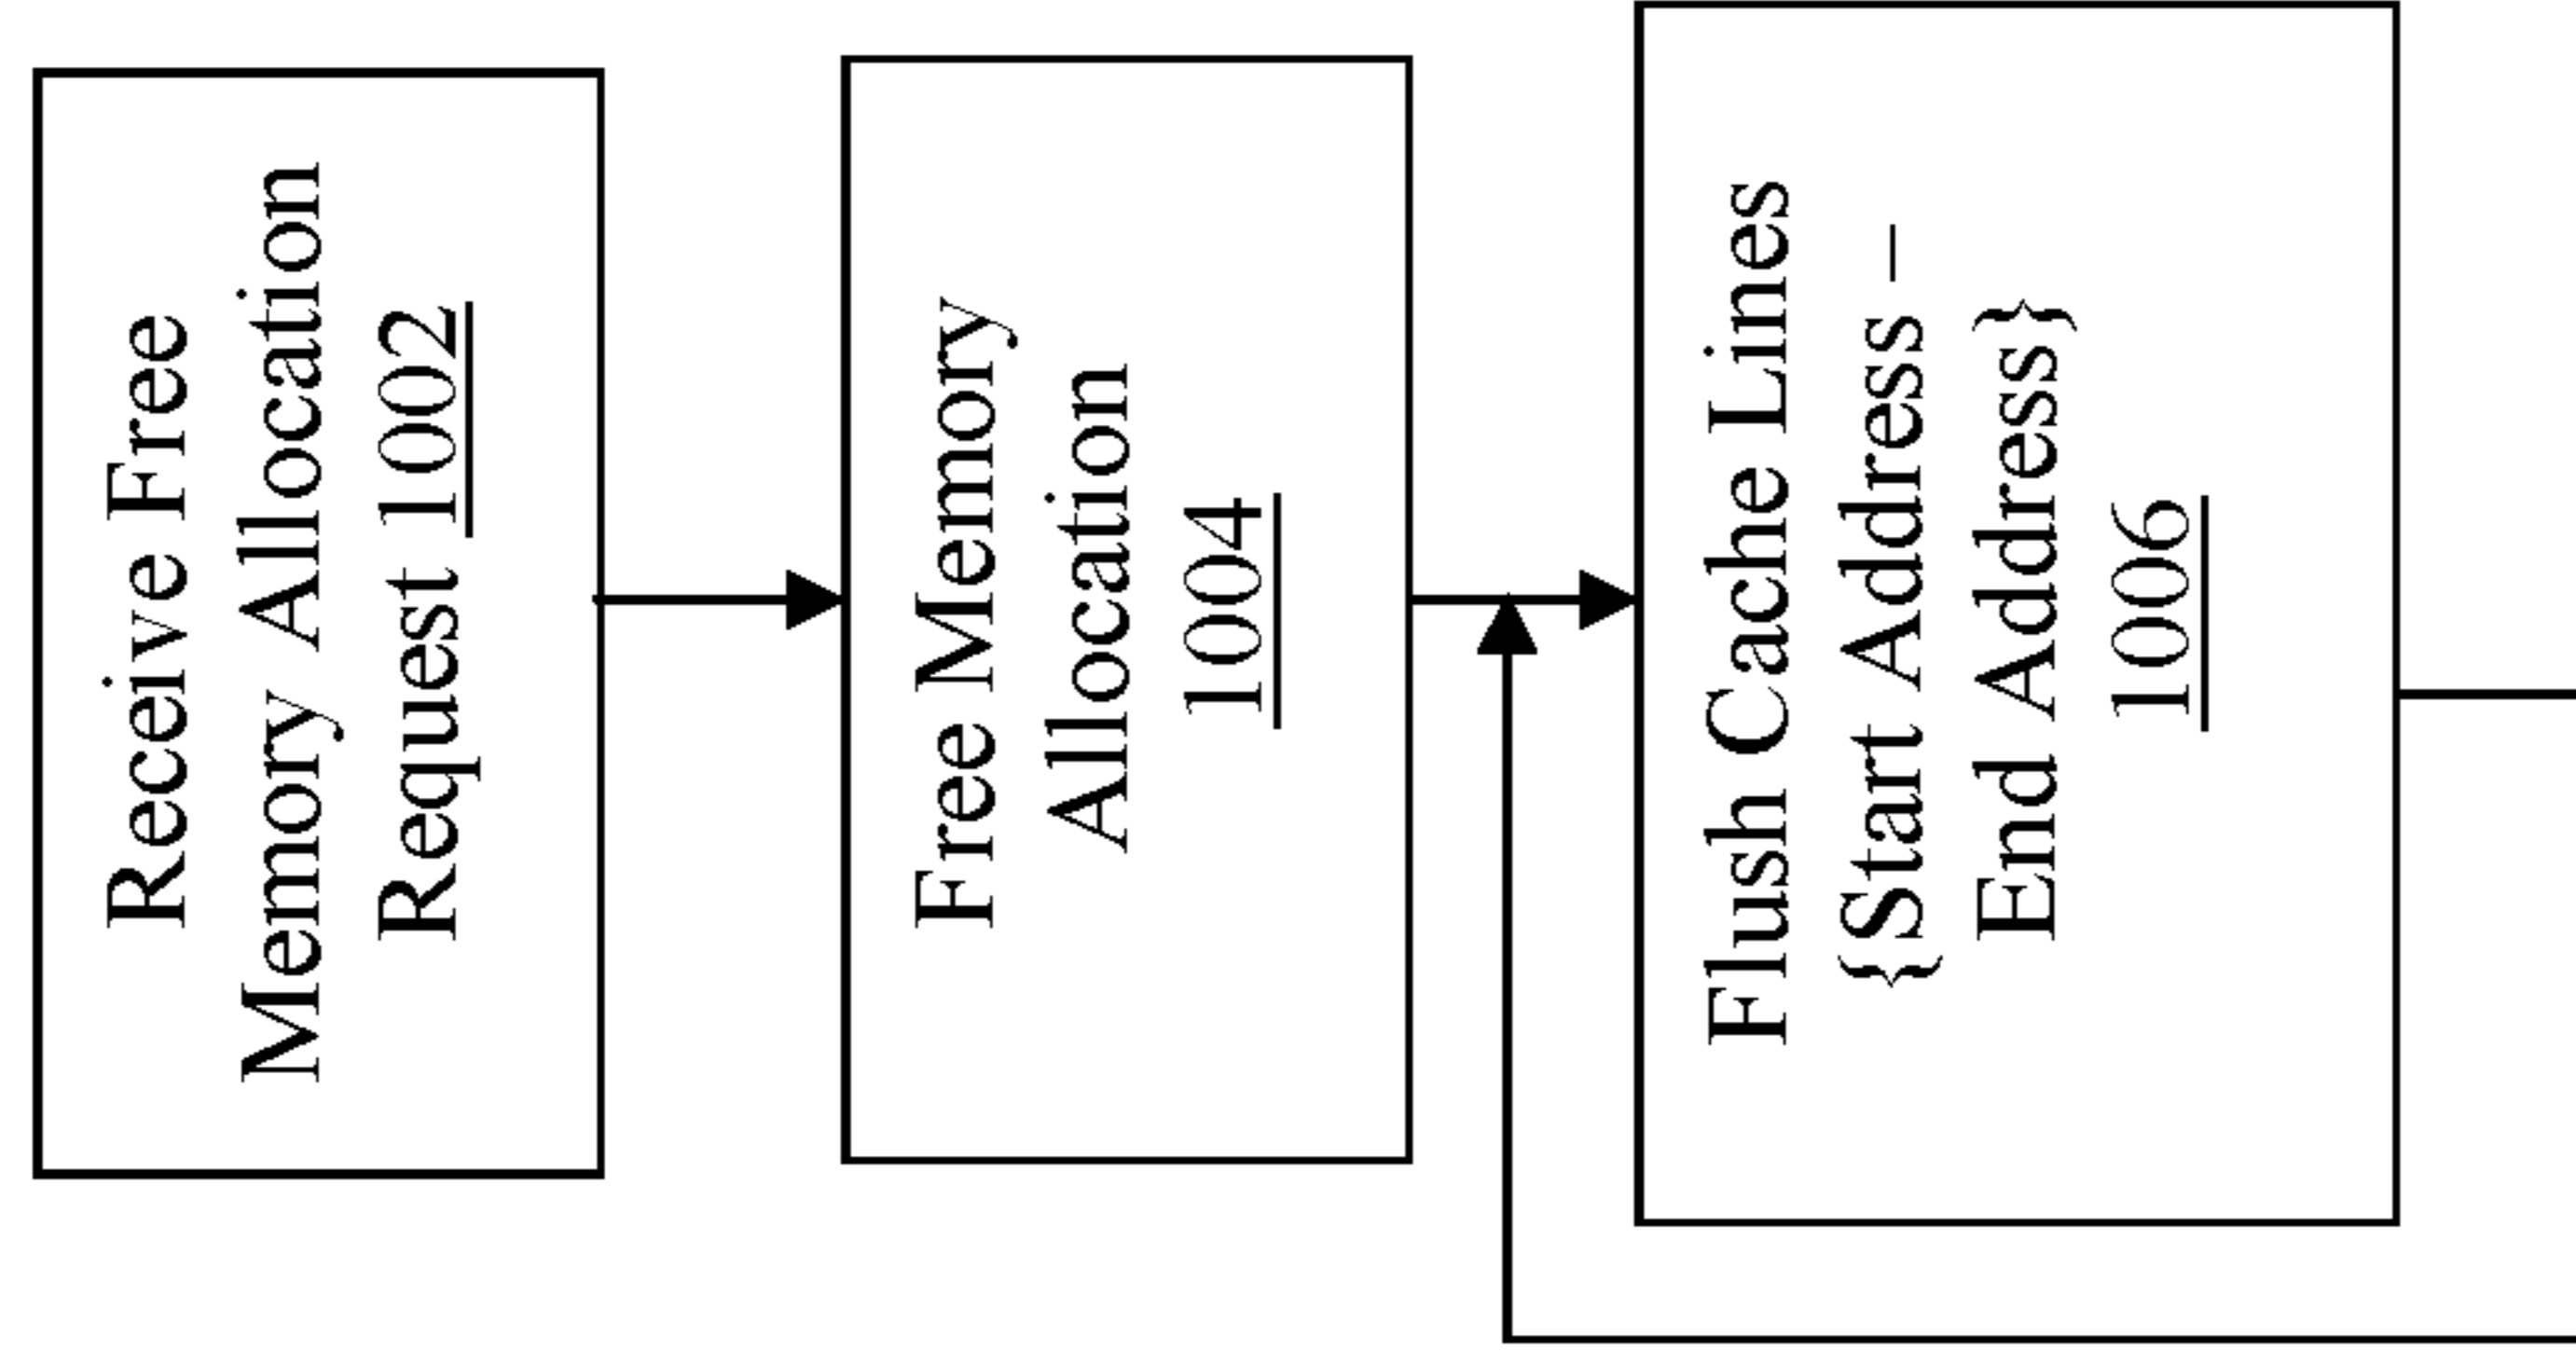 Receive Free
Memory Allocation
Request 1002
Free Memory
Allocation
1004
Flush Cache Lines
{Start Address –
End Address}
1006